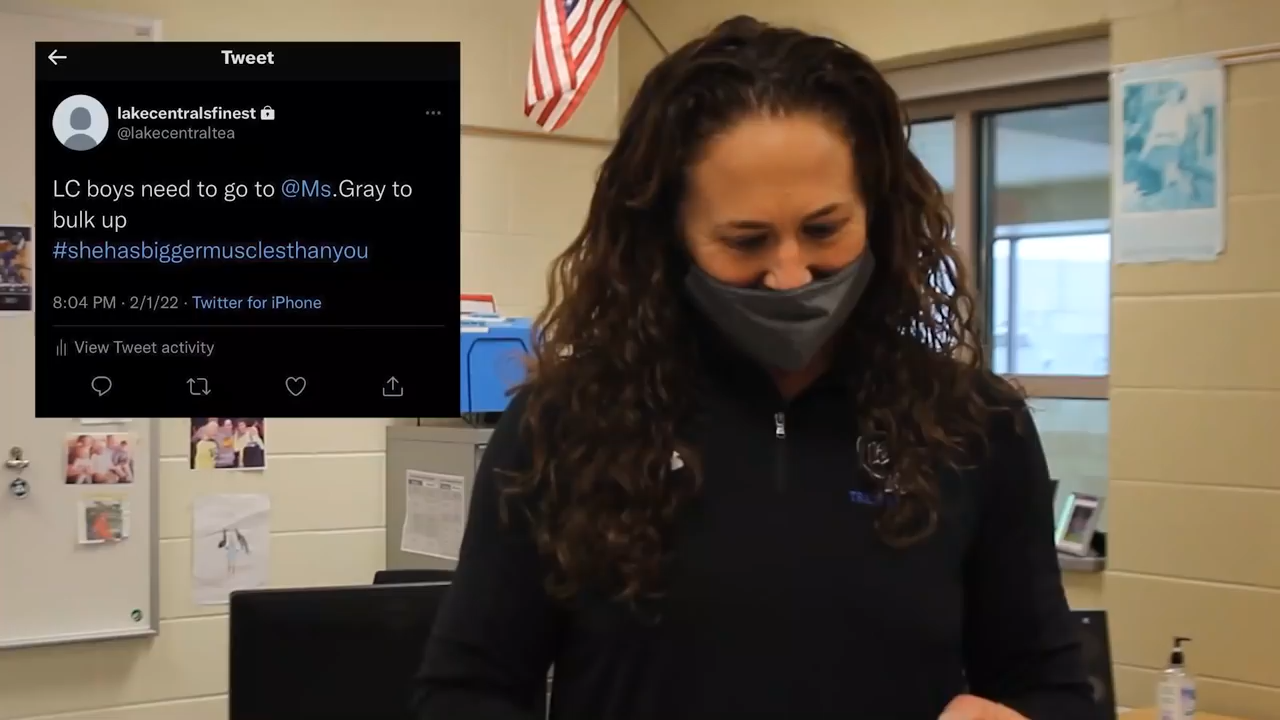 Tweet
lakecentralsfinest
@lakecentraltea
LC boys need to go to @Ms.Gray to
bulk up
#shehasbiggermusclesthanyou
8:04 PM · 2/1/22 · Twitter for iPhone
View Tweet activity